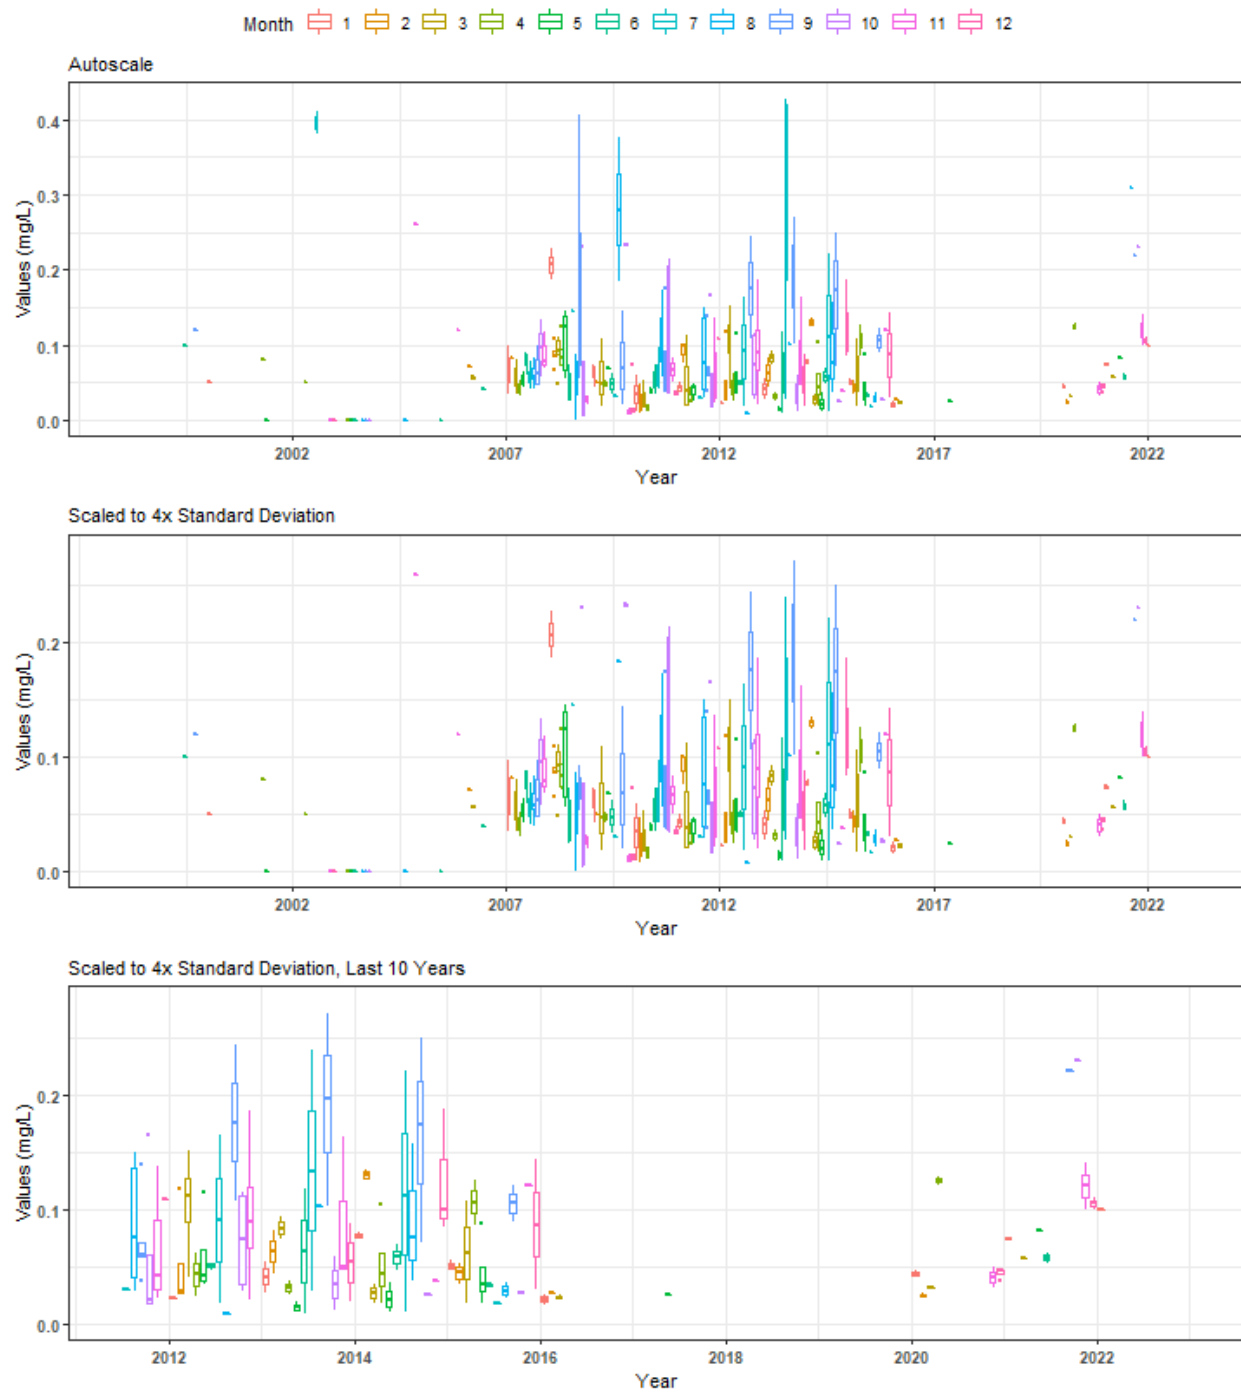 Month 1 2 3 4 5 6 7 8 9 10 11 12
Autoscale
0.4
0.3
0.2
0.1
0.0
Values (mg/L)
2002 2007 2012 2017 2022
Year
Scaled to 4x Standard Deviation
0.2
0.1
0.0
Values (mg/L)
2002 2007 2012 2017 2022
Year
Scaled to 4x Standard Deviation, Last 10 Years
0.2
0.1
0.0
Values (mg/L)
2012 2014 2016 2018 2020 2022
Year